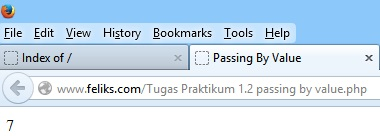 File Edit View History Bookmarks Tools Help
Index of / Passing By Value
www.feliks.com/Tugas Praktikum 1.2 passing by value.php
7